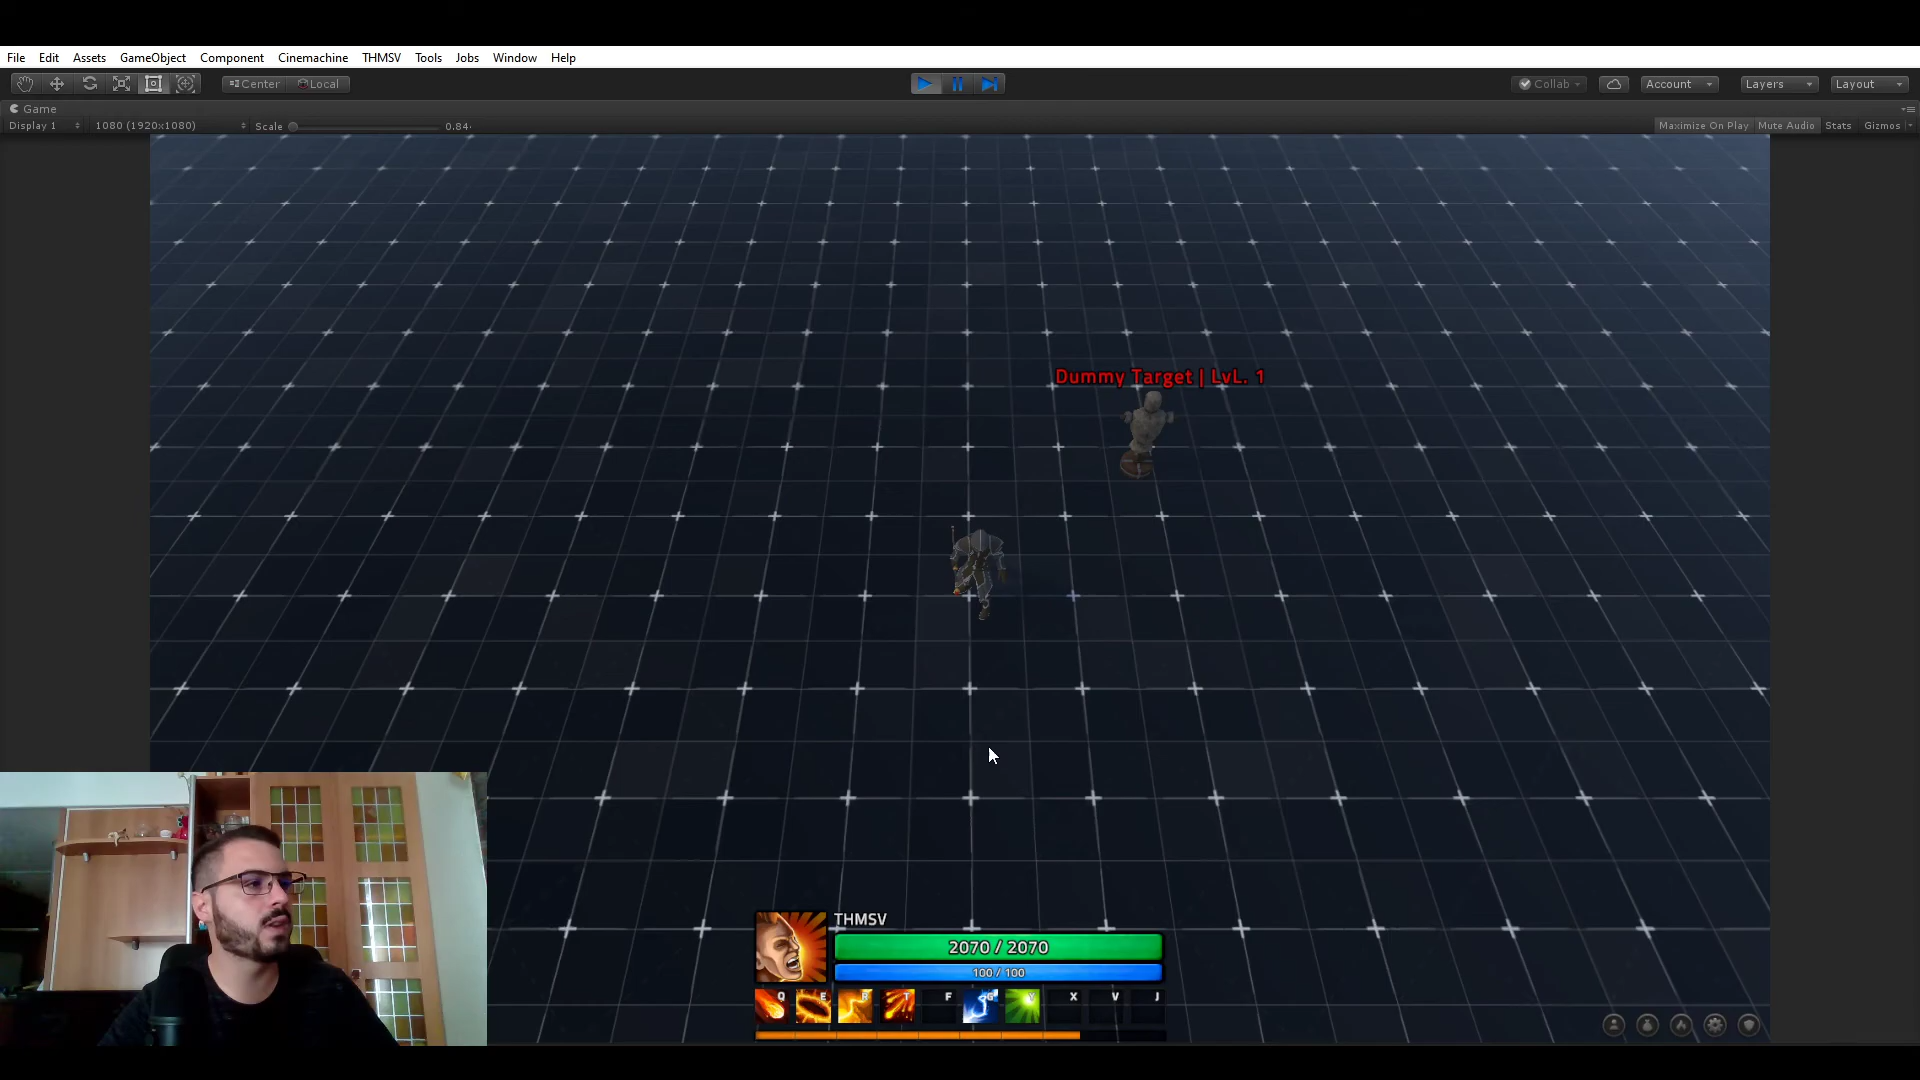 File Edit Assets GameObject Component Cinemachine THMSV Tools Jobs Window Help
Center Local Collab Account Layers Layout
Game
Display 1 1080 (1920x1080) Scale 0.84 Maximize On Play Mute Audio Stats Gizmos
Dummy Target | LvL. 1
THMSV
2070 / 2070
100 / 100
Q E R T F G Y X V J